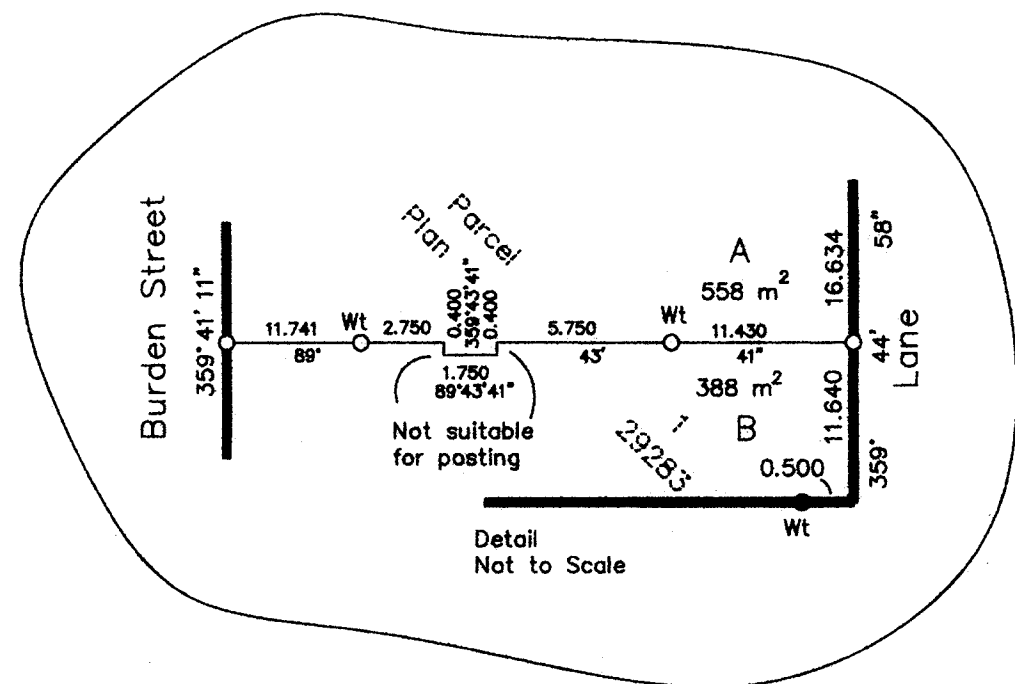 Burden Street
359° 41' 11"
11.741
89°
Wt
2.750
Parcel
Plan
0.400
359°43'41"
0.400
1.750
89°43'41"
Not suitable
for posting
5.750
43'
Wt
11.430
41"
A
558 m²
388 m²
B
1
29283
16.634
11.640
359°
44'
58"
Lane
0.500
Wt
Detail
Not to Scale